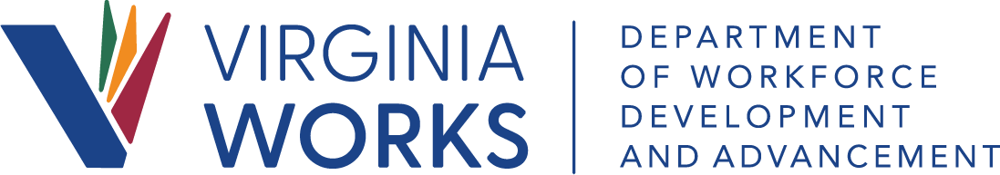 VIRGINIA
WORKS
DEPARTMENT
OF WORKFORCE
DEVELOPMENT
AND ADVANCEMENT